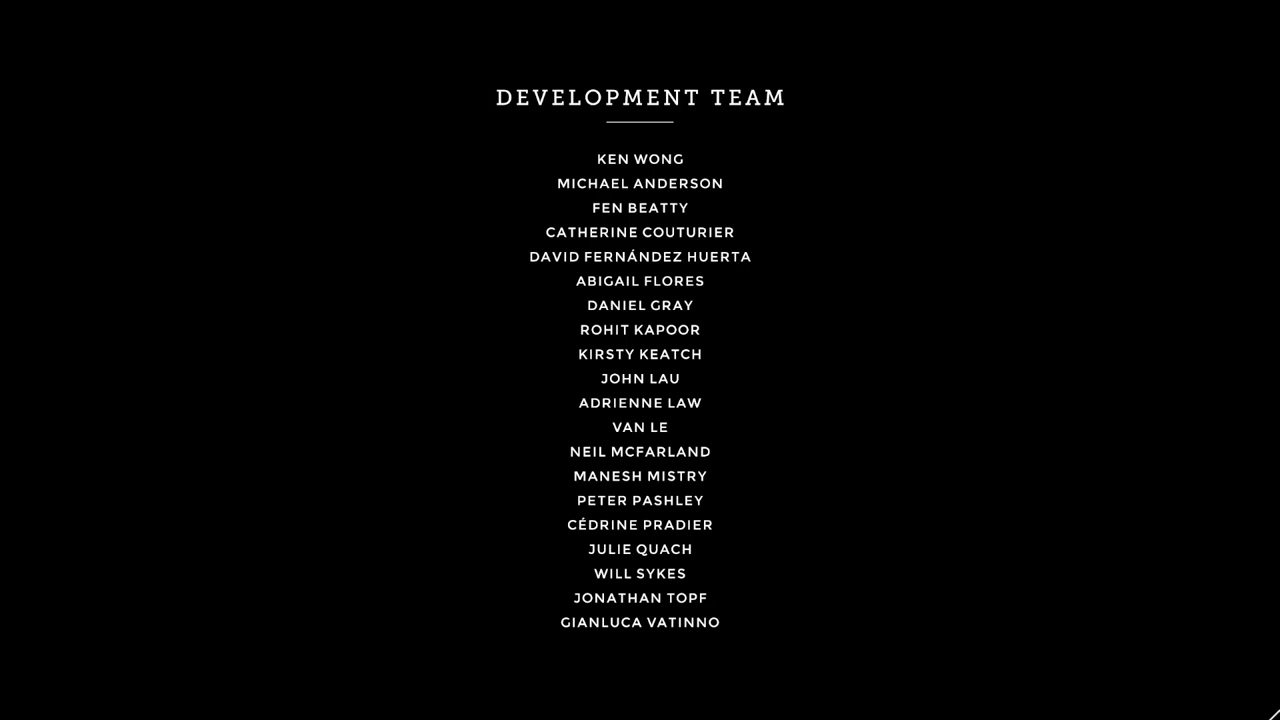 DEVELOPMENT TEAM
KEN WONG
MICHAEL ANDERSON
FEN BEATTY
CATHERINE COUTURIER
DAVID FERNÁNDEZ HUERTA
ABIGAIL FLORES
DANIEL GRAY
ROHIT KAPOOR
KIRSTY KEATCH
JOHN LAU
ADRIENNE LAW
VAN LE
NEIL MCFARLAND
MANESH MISTRY
PETER PASHLEY
CÉDRINE PRADIER
JULIE QUACH
WILL SYKES
JONATHAN TOPF
GIANLUCA VATINNO